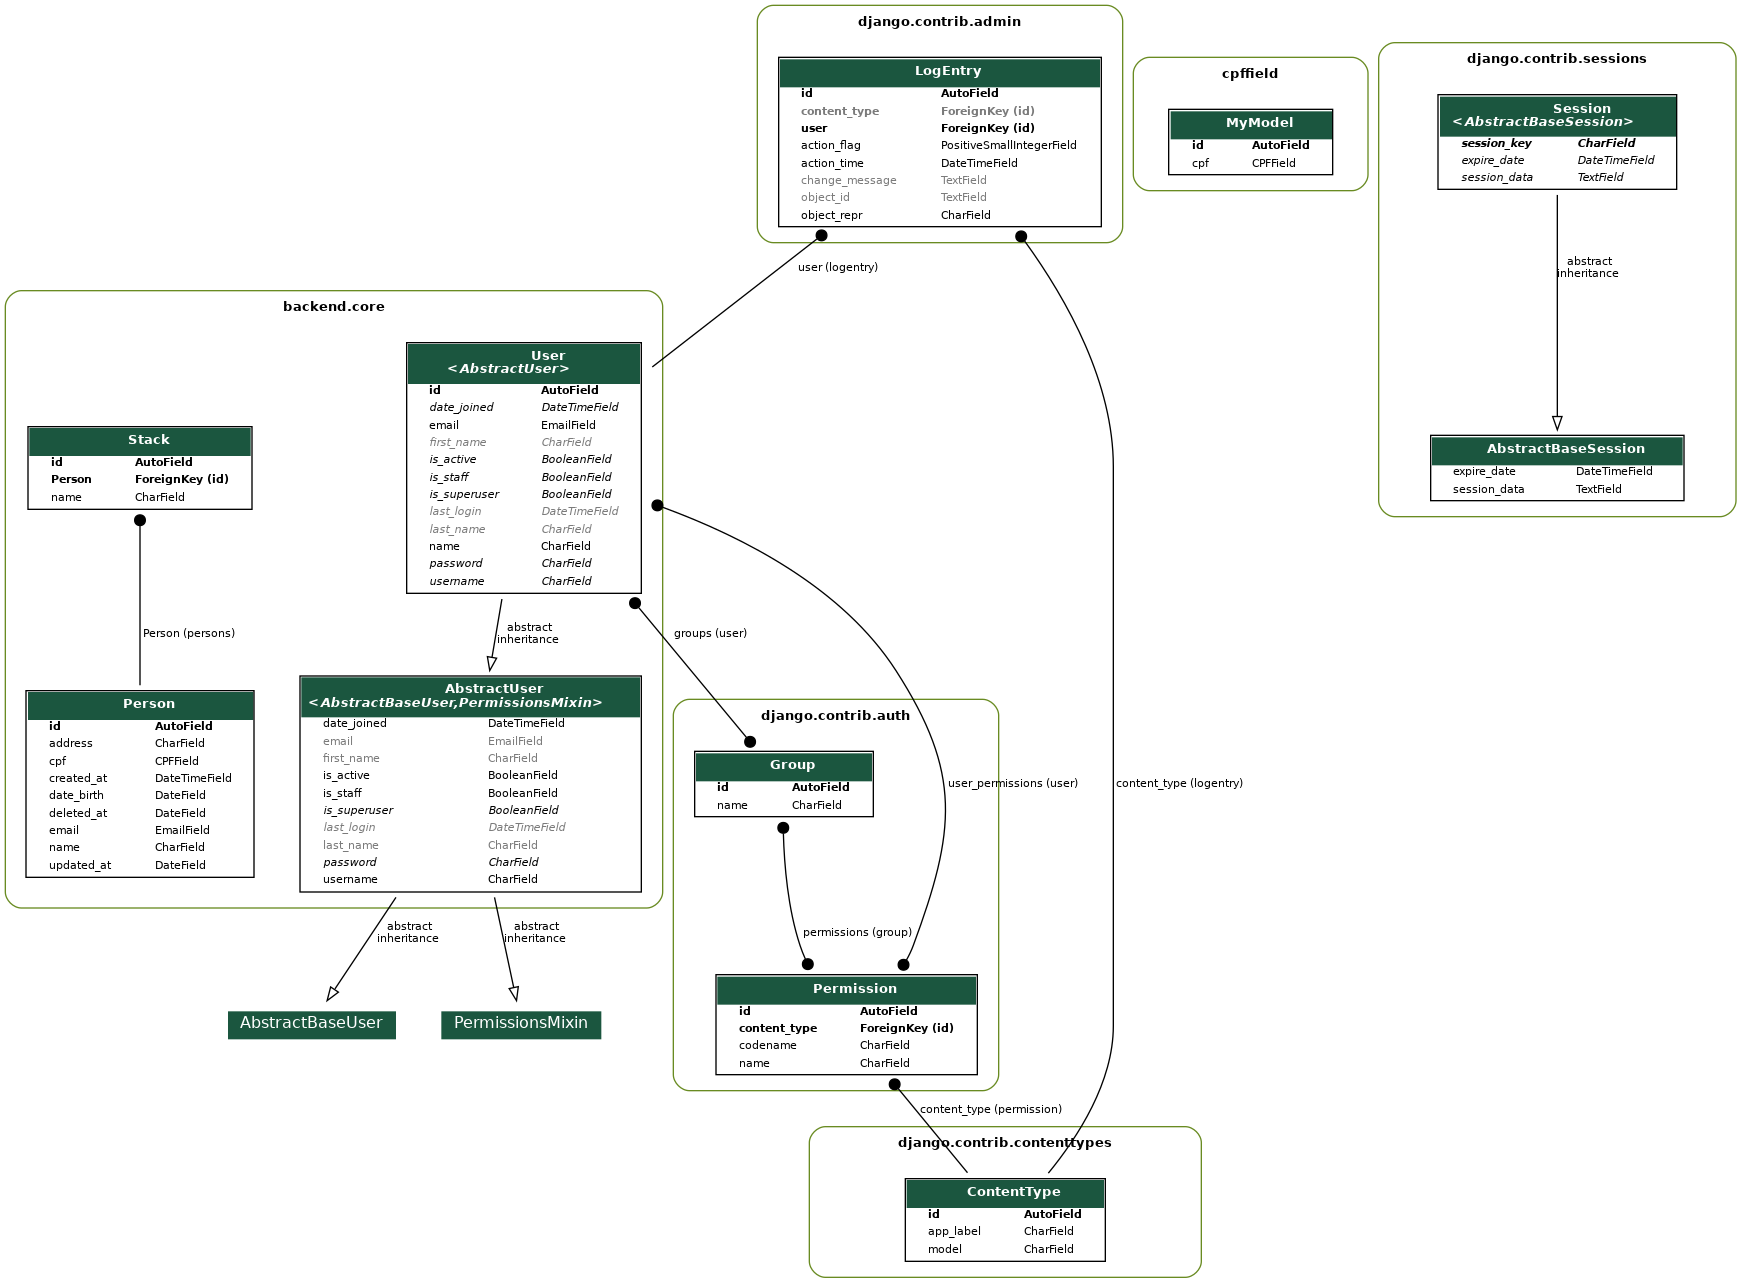 django.contrib.admin
LogEntry
id AutoField
content_type ForeignKey (id)
user ForeignKey (id)
action_flag PositiveSmallIntegerField
action_time DateTimeField
change_message TextField
object_id TextField
object_repr CharField
cpffield
MyModel
id AutoField
cpf CPFField
django.contrib.sessions
Session
<AbstractBaseSession>
session_key CharField
expire_date DateTimeField
session_data TextField
abstract
inheritance
AbstractBaseSession
expire_date DateTimeField
session_data TextField
user (logentry)
backend.core
User
<AbstractUser>
id AutoField
date_joined DateTimeField
email EmailField
first_name CharField
is_active BooleanField
is_staff BooleanField
is_superuser BooleanField
last_login DateTimeField
last_name CharField
name CharField
password CharField
username CharField
Stack
id AutoField
Person ForeignKey (id)
name CharField
Person (persons)
abstract
inheritance
groups (user)
Person
id AutoField
address CharField
cpf CPFField
created_at DateTimeField
date_birth DateField
deleted_at DateField
email EmailField
name CharField
updated_at DateField
AbstractUser
<AbstractBaseUser,PermissionsMixin>
date_joined DateTimeField
email EmailField
first_name CharField
is_active BooleanField
is_staff BooleanField
is_superuser BooleanField
last_login DateTimeField
last_name CharField
password CharField
username CharField
django.contrib.auth
Group
id AutoField
name CharField
user_permissions (user)
content_type (logentry)
abstract
inheritance
abstract
inheritance
permissions (group)
AbstractBaseUser
PermissionsMixin
Permission
id AutoField
content_type ForeignKey (id)
codename CharField
name CharField
content_type (permission)
django.contrib.contenttypes
ContentType
id AutoField
app_label CharField
model CharField